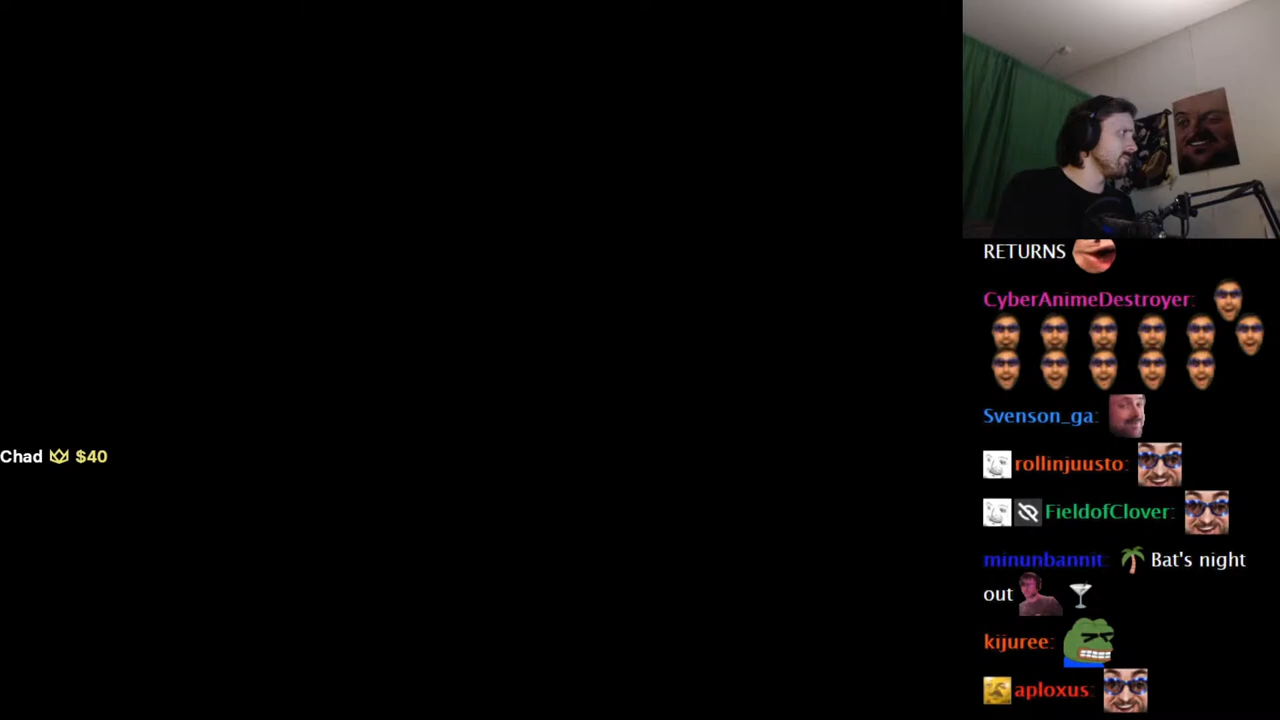 RETURNS
CyberAnimeDestroyer:
Svenson_ga:
Chad $40
rollinjuusto:
FieldofClover:
minunbannit: Bat's night
out
kijuree:
aploxus: